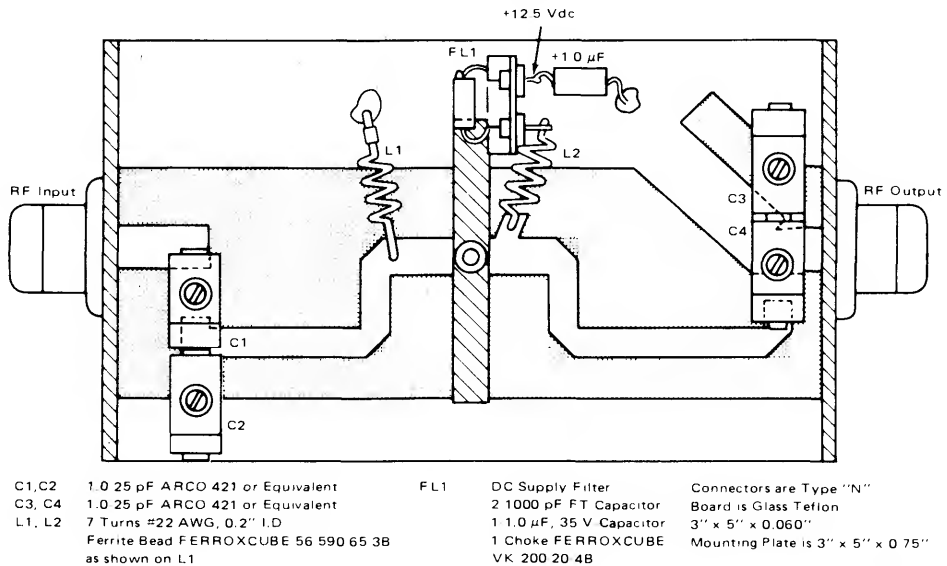 +12.5 Vdc
FL1
+1.0 μF
L1
L2
RF Input
RF Output
C3
C4
C1
C2
C1,C2 1.0 25 pF ARCO 421 or Equivalent
C3, C4 1.0 25 pF ARCO 421 or Equivalent
L1, L2 7 Turns #22 AWG, 0.2" I.D
Ferrite Bead FERROXCUBE 56 590 65 3B
as shown on L1
FL1 DC Supply Filter
2 1000 pF FT Capacitor
1 1.0 μF, 35 V Capacitor
1 Choke FERROXCUBE
VK 200 20 4B
Connectors are Type "N"
Board is Glass Teflon
3" x 5" x 0.060"
Mounting Plate is 3" x 5" x 0 75"